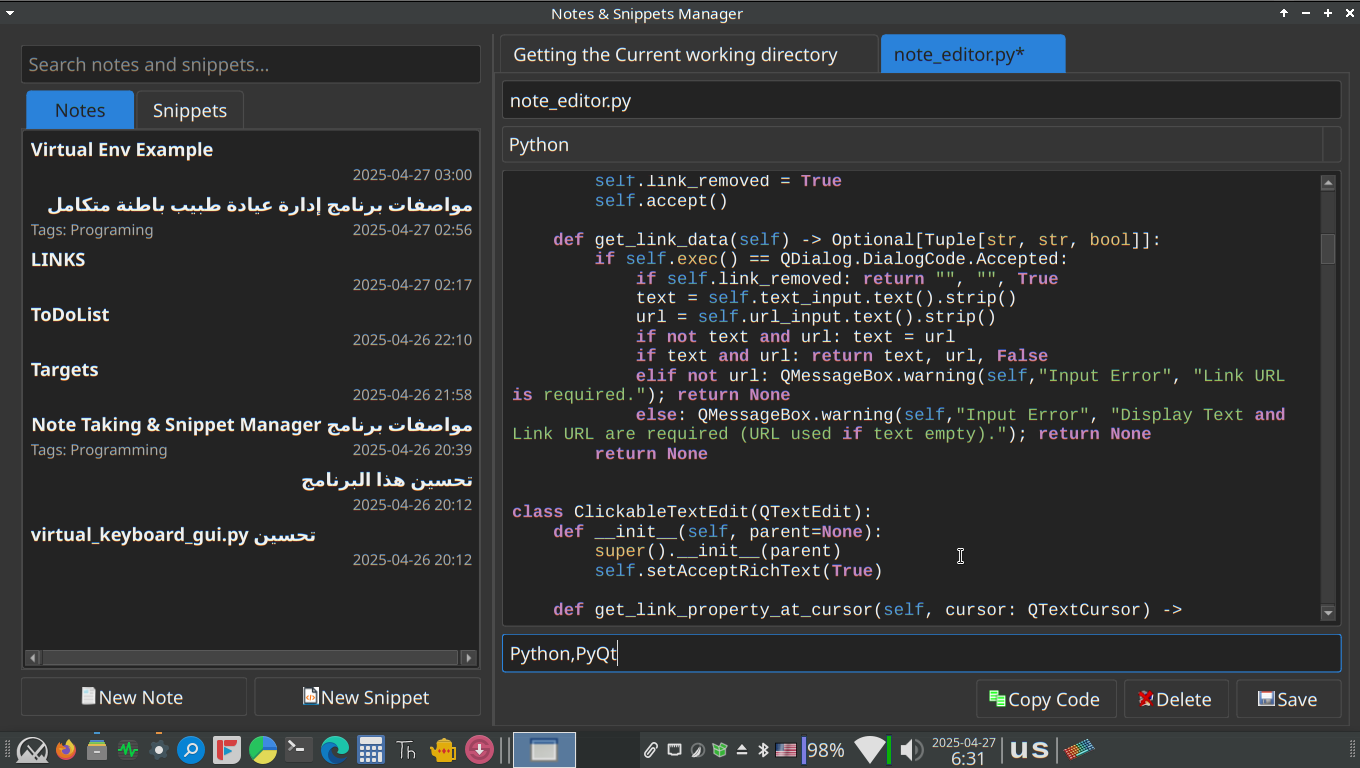 Notes & Snippets Manager
Search notes and snippets...
Notes
Snippets
Virtual Env Example
2025-04-27 03:00
مواصفات برنامج إدارة عيادة طبيب باطنة متكامل
Tags: Programing
2025-04-27 02:56
LINKS
2025-04-27 02:17
ToDoList
2025-04-26 22:10
Targets
2025-04-26 21:58
Note Taking & Snippet Manager مواصفات برنامج
Tags: Programming
2025-04-26 20:39
تحسين هذا البرنامج
2025-04-26 20:12
virtual_keyboard_gui.py تحسين
2025-04-26 20:12
New Note
New Snippet
Getting the Current working directory
note_editor.py*
note_editor.py
Python
self.link_removed = True
self.accept()
def get_link_data(self) -> Optional[Tuple[str, str, bool]]:
if self.exec() == QDialog.DialogCode.Accepted:
if self.link_removed: return "", "", True
text = self.text_input.text().strip()
url = self.url_input.text().strip()
if not text and url: text = url
if text and url: return text, url, False
elif not url: QMessageBox.warning(self,"Input Error", "Link URL
is required."); return None
else: QMessageBox.warning(self,"Input Error", "Display Text and
Link URL are required (URL used if text empty)."); return None
return None
class ClickableTextEdit(QTextEdit):
def __init__(self, parent=None):
super().__init__(parent)
self.setAcceptRichText(True)
def get_link_property_at_cursor(self, cursor: QTextCursor) ->
Python,PyQt
Copy Code
Delete
Save
Th
98%
2025-04-27
6:31
us